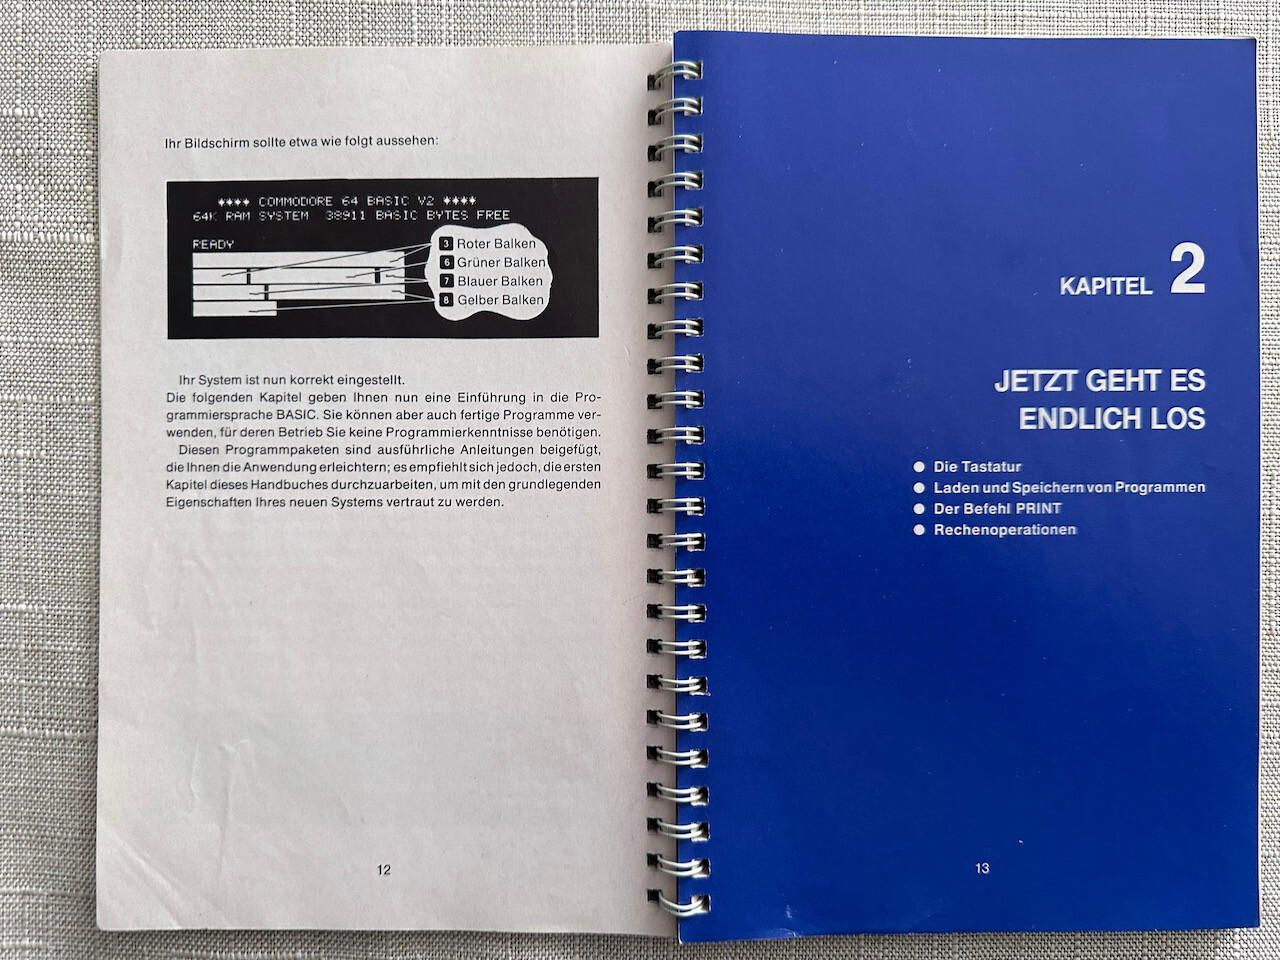 Ihr Bildschirm sollte etwa wie folgt aussehen:
**** COMMODORE 64 BASIC V2 ****
64K RAM SYSTEM 38911 BASIC BYTES FREE
READY
3 Roter Balken
6 Grüner Balken
7 Blauer Balken
8 Gelber Balken
Ihr System ist nun korrekt eingestellt.
Die folgenden Kapitel geben Ihnen nun eine Einführung in die Pro-
grammiersprache BASIC. Sie können aber auch fertige Programme ver-
wenden, für deren Betrieb Sie keine Programmierkenntnisse benötigen.
Diesen Programmpaketen sind ausführliche Anleitungen beigefügt,
die Ihnen die Anwendung erleichtern; es empfiehlt sich jedoch, die ersten
Kapitel dieses Handbuches durchzuarbeiten, um mit den grundlegenden
Eigenschaften Ihres neuen Systems vertraut zu werden.
12
KAPITEL 2
JETZT GEHT ES
ENDLICH LOS
● Die Tastatur
● Laden und Speichern von Programmen
● Der Befehl PRINT
● Rechenoperationen
13